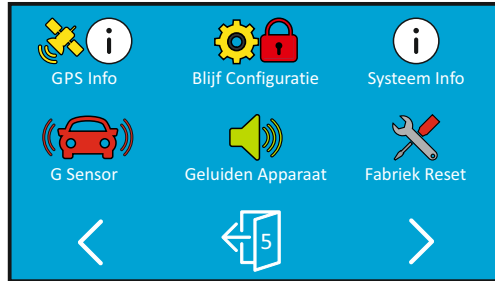 GPS Info
Blijf Configuratie
Systeem Info
G Sensor
Geluiden Apparaat
Fabriek Reset
5